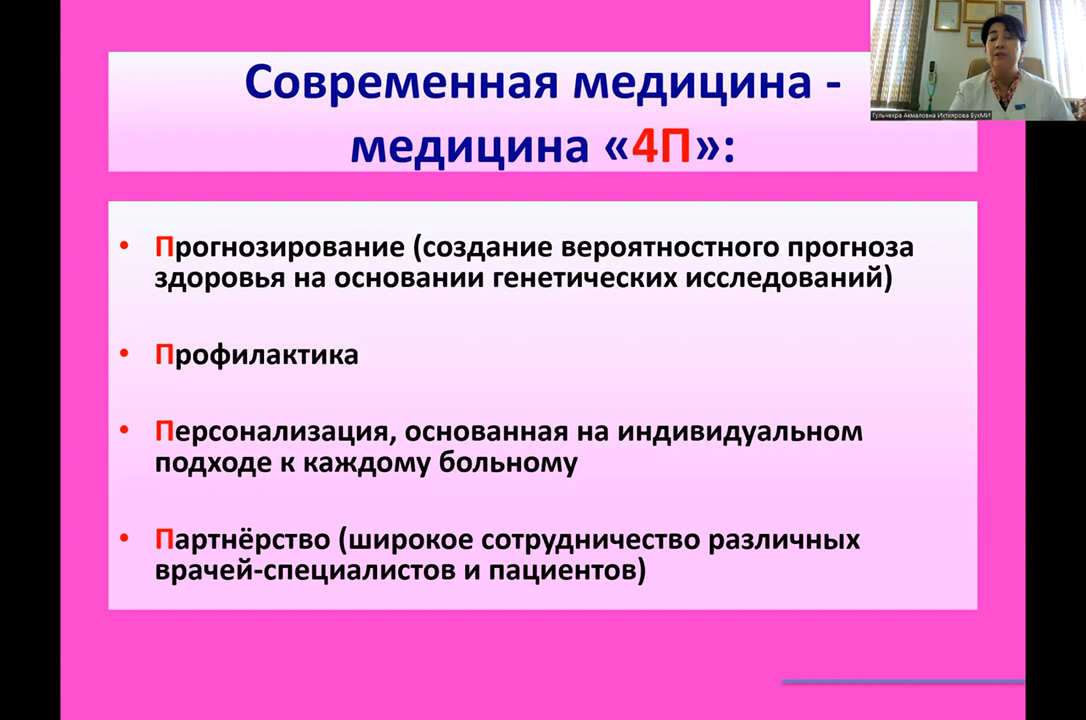 Современная медицина -
медицина «4П»:
Гульчехра Акмаловна Ихтиярова БухМИ
• Прогнозирование (создание вероятностного прогноза
здоровья на основании генетических исследований)
• Профилактика
• Персонализация, основанная на индивидуальном
подходе к каждому больному
• Партнёрство (широкое сотрудничество различных
врачей-специалистов и пациентов)